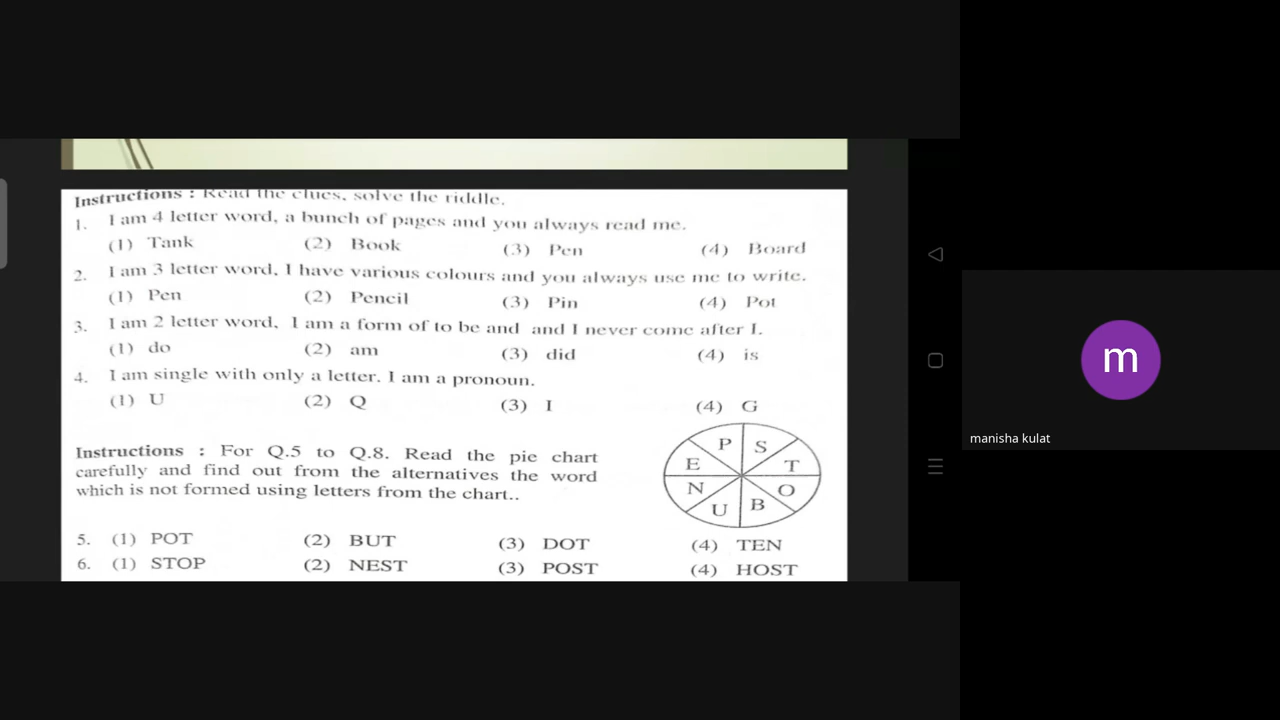 Instructions : Read the clues, solve the riddle.
1. I am 4 letter word, a bunch of pages and you always read me.
(1) Tank (2) Book (3) Pen (4) Board
2. I am 3 letter word, I have various colours and you always use me to write.
(1) Pen (2) Pencil (3) Pin (4) Pot
3. I am 2 letter word, I am a form of to be and and I never come after I.
(1) do (2) am (3) did (4) is
4. I am single with only a letter. I am a pronoun.
(1) U (2) Q (3) I (4) G
Instructions : For Q.5 to Q.8. Read the pie chart
carefully and find out from the alternatives the word
which is not formed using letters from the chart..
P S
E T
N O
U B
5. (1) POT (2) BUT (3) DOT (4) TEN
6. (1) STOP (2) NEST (3) POST (4) HOST
m
manisha kulat